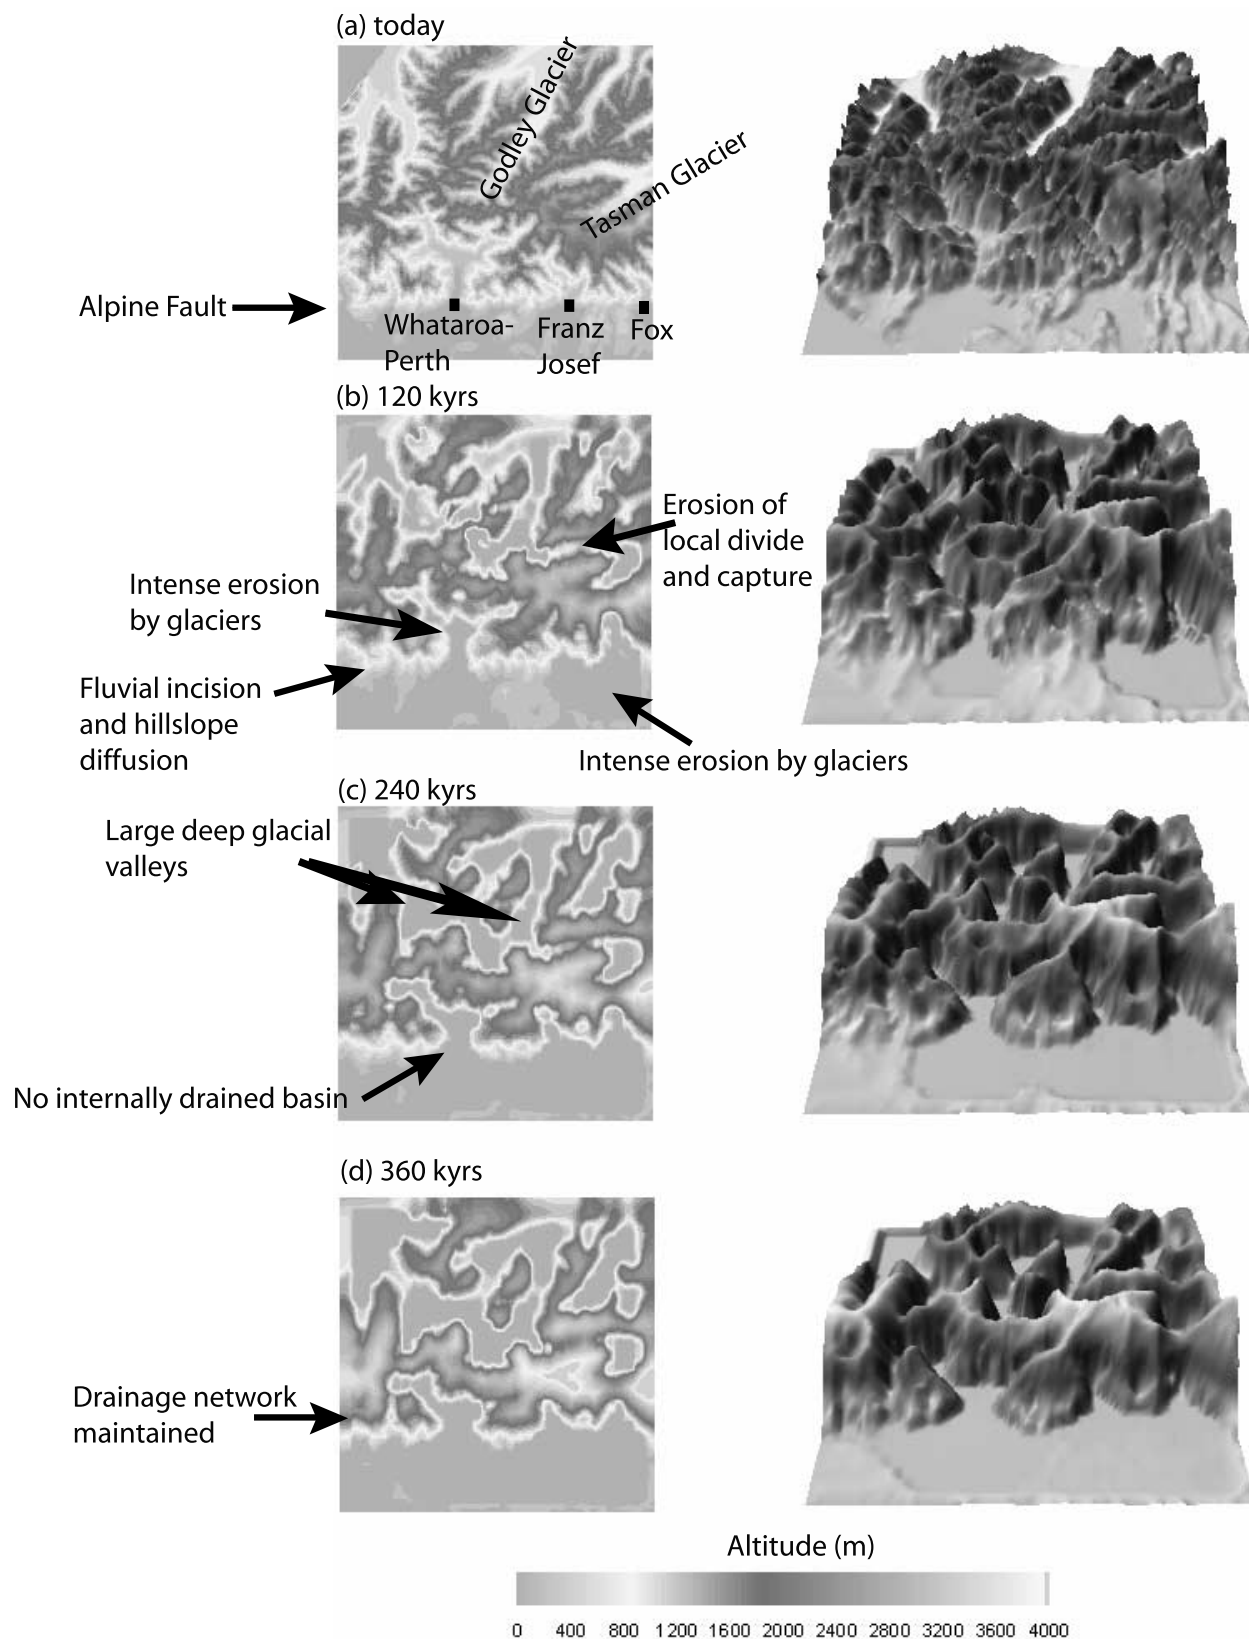 (a) today
Godley Glacier
Tasman Glacier
Alpine Fault
Whataroa-
Perth
Franz
Josef
Fox
(b) 120 kyrs
Erosion of
local divide
and capture
Intense erosion
by glaciers
Fluvial incision
and hillslope
diffusion
Intense erosion by glaciers
(c) 240 kyrs
Large deep glacial
valleys
No internally drained basin
(d) 360 kyrs
Drainage network
maintained
Altitude (m)
0 400 800 1200 1600 2000 2400 2800 3200 3600 4000